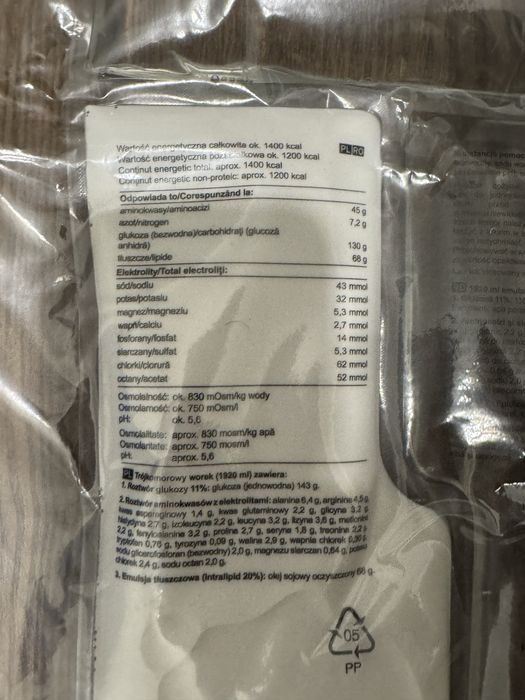 Wartość energetyczna całkowita ok. 1400 kcal
Wartość energetyczna ok. 1200 kcal
Conţinut energetic total: aprox. 1400 kcal
Conţinut energetic non-proteic: aprox. 1200 kcal
PL RO
Odpowiada to/Corespunzând la:
aminokwasy/aminoacizi 45 g
azot/nitrogen 7,2 g
glukoza (bezwodna)/carbohidraţi (glucoză
anhidră) 130 g
tłuszcze/lipide 68 g
Elektrolity/Total electroliţi:
sód/sodiu 43 mmol
potas/potasiu 32 mmol
magnez/magneziu 5,3 mmol
wapń/calciu 2,7 mmol
fosforany/fosfat 14 mmol
siarczany/sulfat 5,3 mmol
chlorki/clorură 62 mmol
octany/acetat 52 mmol
Osmolalność: ok. 830 mOsm/kg wody
Osmolarność: ok. 750 mOsm/l
pH: ok. 5,6
Osmolalitate: aprox. 830 mosm/kg apă
Osmolaritate: aprox. 750 mosm/l
pH: aprox. 5,6
PL Trójkomorowy worek (1920 ml) zawiera:
1. Roztwór glukozy 11%: glukoza (jednowodna) 143 g.
2. Roztwór aminokwasów z elektrolitami: alanina 6,4 g, arginina 4,5 g,
kwas asparaginowy 1,4 g, kwas glutaminowy 2,2 g, glicyna 3,2 g,
histydyna 2,7 g, izoleucyna 2,2 g, leucyna 3,2 g, lizyna 3,6 g, metionina
2,2 g, fenyloalanina 3,2 g, prolina 2,7 g, seryna 1,8 g, treonina 2,2 g,
tryptofan 0,76 g, tyrozyna 0,09 g, walina 2,9 g, wapnia chlorek
sodu glicerofosforan (bezwodny) 2,0 g, magnezu siarczan 0,64 g, potasu
chlorek 2,4 g, sodu octan 2,0 g.
3. Emulsja tłuszczowa (Intralipid 20%): olej sojowy oczyszczony 68 g.
05
PP